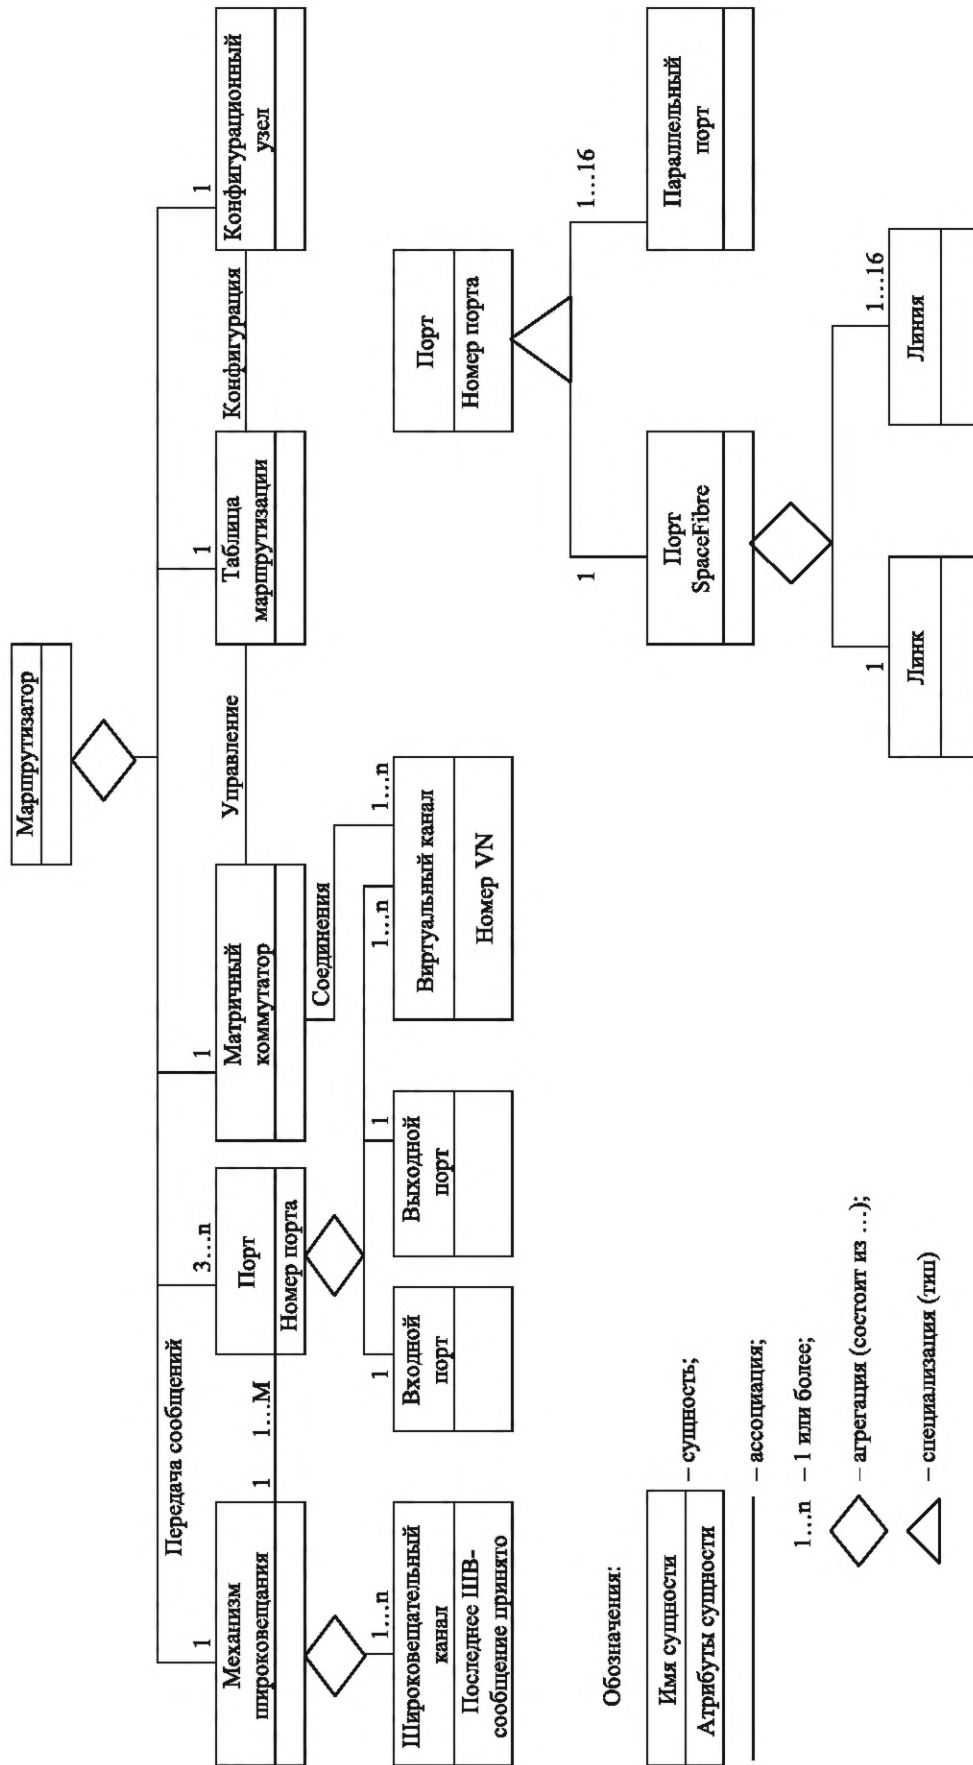 Маршрутизатор
1
3…n
1
1
1
Передача сообщений
Механизм
широковещания
1
1…М
Порт
Номер порта
Матричный
коммутатор
Управление
Таблица
маршрутизации
Конфигурация
Конфигурационный
узел
Соединения
1…n
1
1
1…n
1…n
Широковещательный
канал
Последнее ШВ-
сообщение принято
Входной
порт
Выходной
порт
Виртуальный канал
Номер VN
Порт
Номер порта
1
1…16
Порт
SpaceFibre
Параллельный
порт
1
1…16
Линк
Линия
Обозначения:
Имя сущности
Атрибуты сущности
– сущность;
– ассоциация;
1…n – 1 или более;
– агрегация (состоит из …);
– специализация (тип)